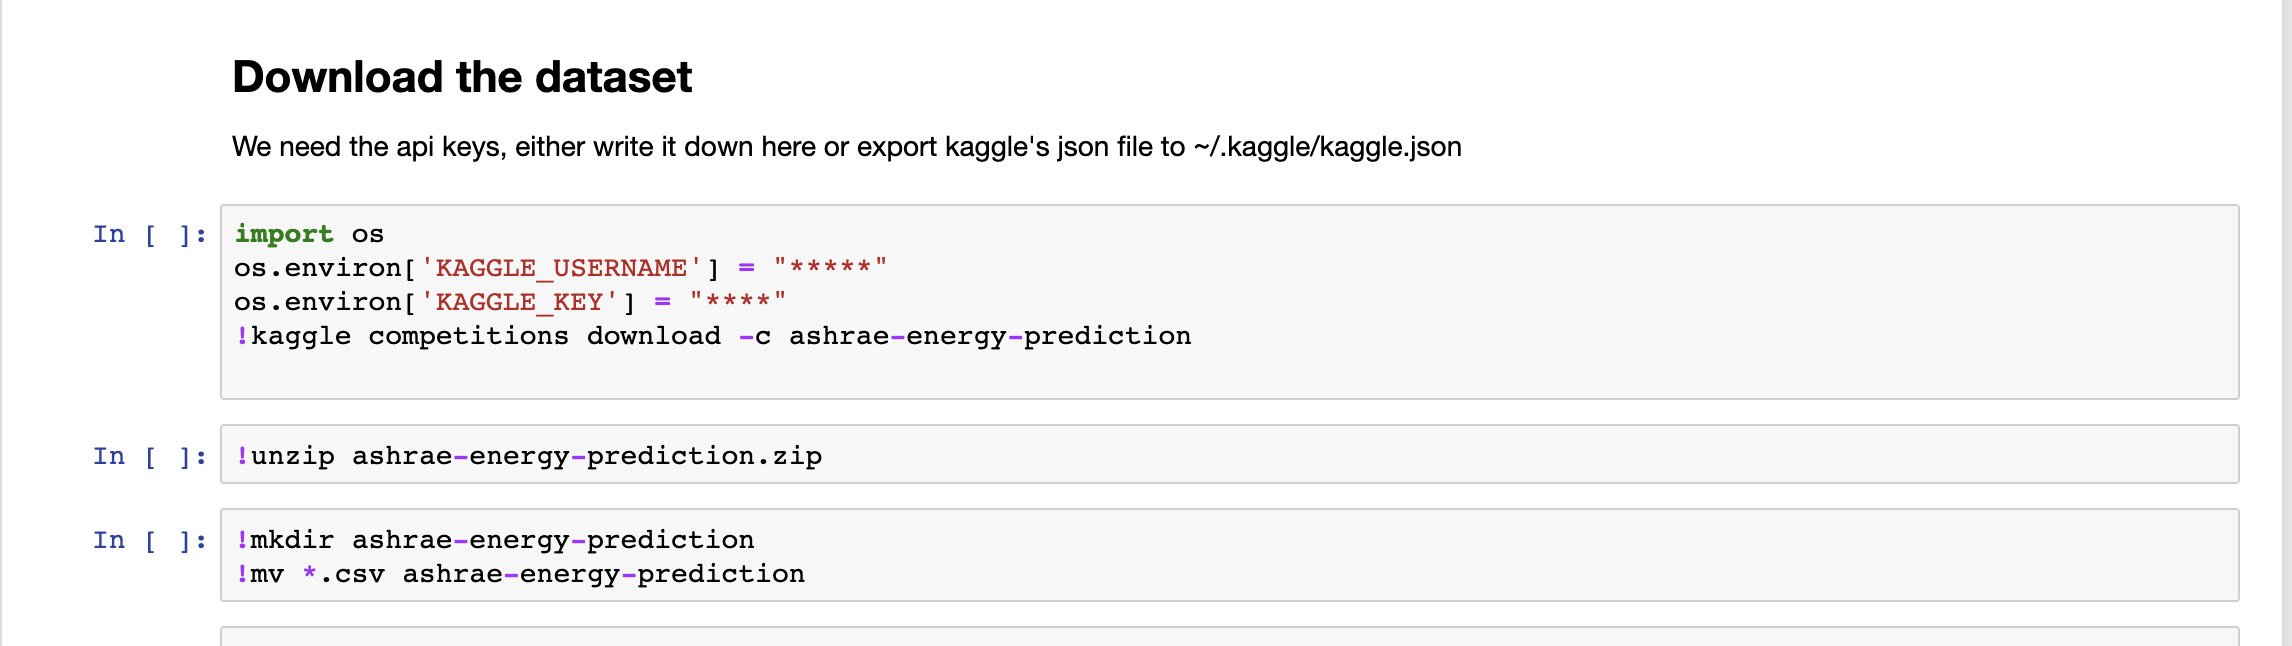 Download the dataset
We need the api keys, either write it down here or export kaggle's json file to ~/.kaggle/kaggle.json
In [ ]: import os
os.environ['KAGGLE_USERNAME'] = "*****"
os.environ['KAGGLE_KEY'] = "****"
!kaggle competitions download -c ashrae-energy-prediction
In [ ]: !unzip ashrae-energy-prediction.zip
In [ ]: !mkdir ashrae-energy-prediction
!mv *.csv ashrae-energy-prediction